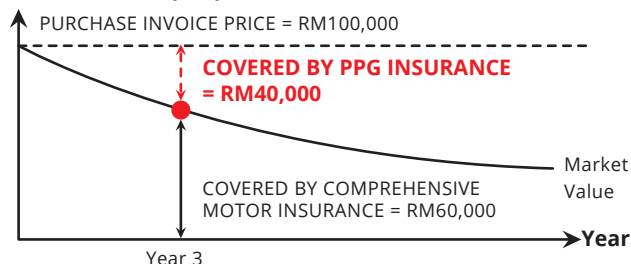 PURCHASE INVOICE PRICE = RM100,000
COVERED BY PPG INSURANCE
= RM40,000
Market
Value
COVERED BY COMPREHENSIVE
MOTOR INSURANCE = RM60,000
Year
Year 3